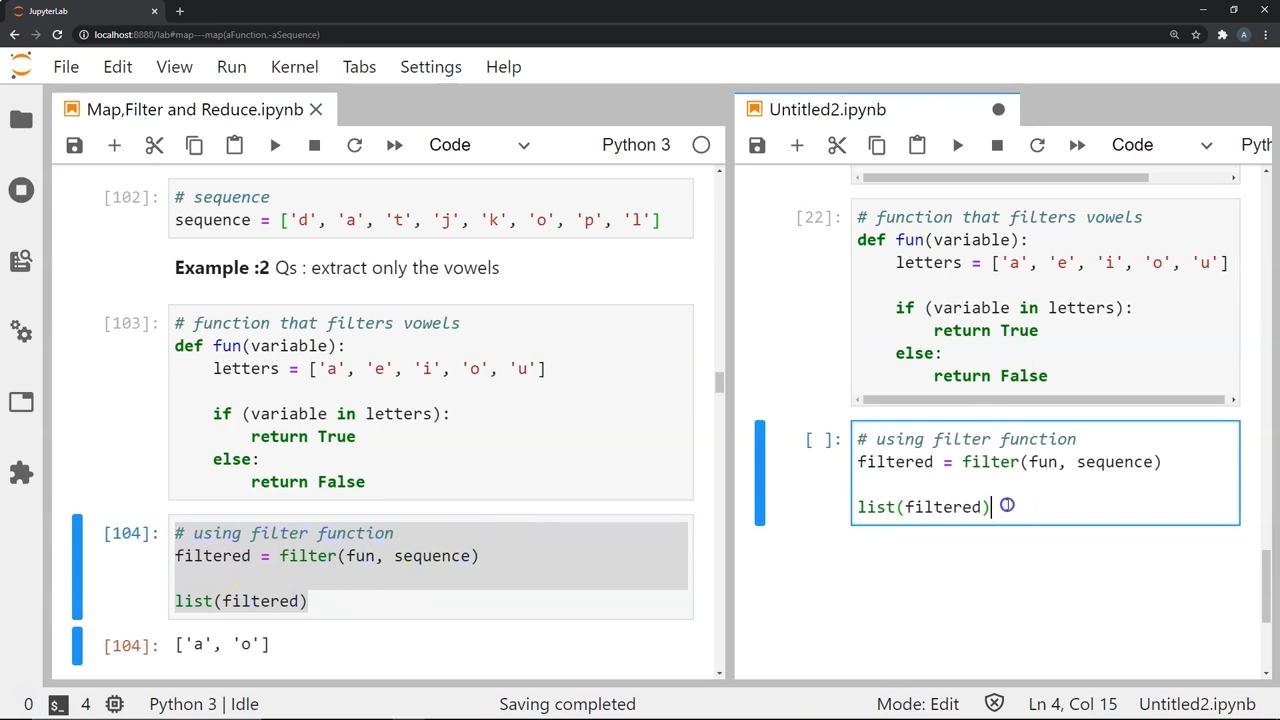 JupyterLab
localhost:8888/lab#map---map(aFunction,-aSequence)
File Edit View Run Kernel Tabs Settings Help
Map,Filter and Reduce.ipynb
Code Python 3
[102]: # sequence
sequence = ['d', 'a', 't', 'j', 'k', 'o', 'p', 'l']
Example :2 Qs : extract only the vowels
[103]: # function that filters vowels
def fun(variable):
letters = ['a', 'e', 'i', 'o', 'u']
if (variable in letters):
return True
else:
return False
[104]: # using filter function
filtered = filter(fun, sequence)
list(filtered)
[104]: ['a', 'o']
Untitled2.ipynb
Code Pyth
[22]: # function that filters vowels
def fun(variable):
letters = ['a', 'e', 'i', 'o', 'u']
if (variable in letters):
return True
else:
return False
[ ]: # using filter function
filtered = filter(fun, sequence)
list(filtered)
0 4 Python 3 | Idle Saving completed Mode: Edit Ln 4, Col 15 Untitled2.ipynb